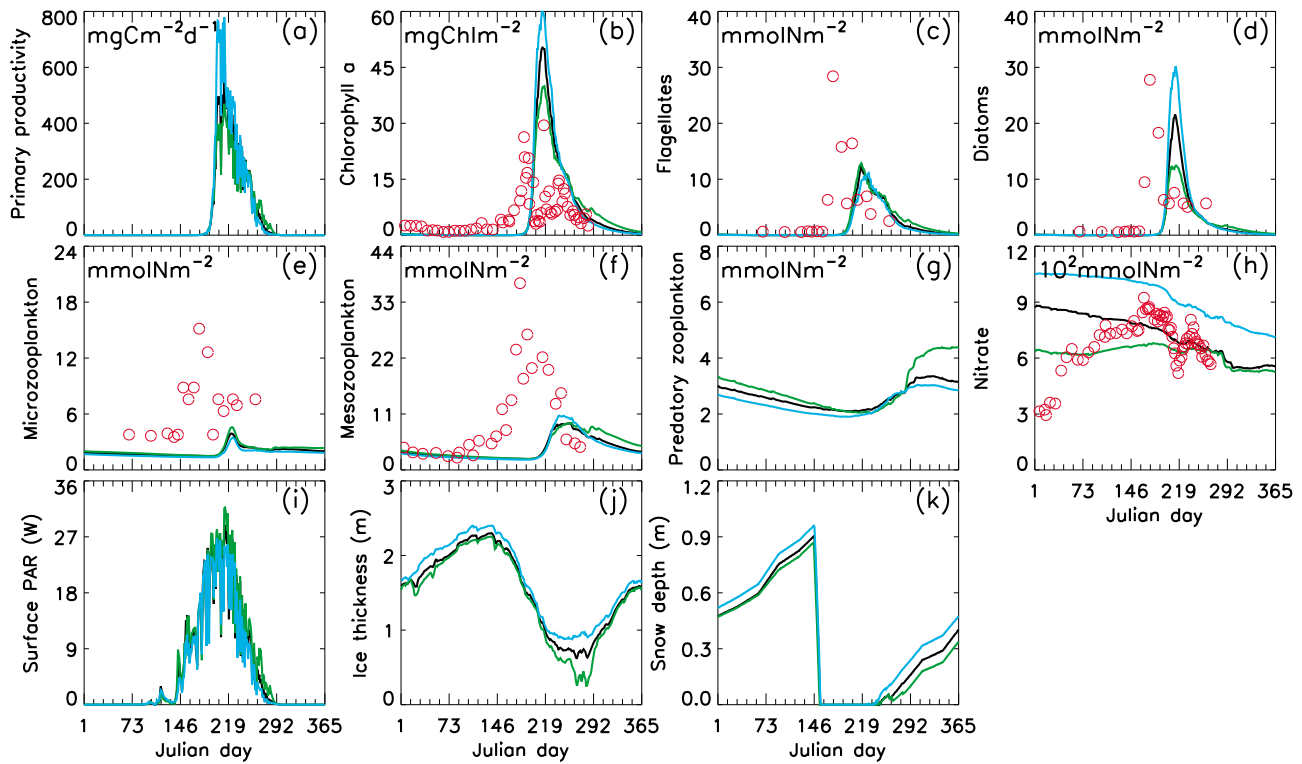 800
600
400
200
0
Primary productivity
mgCm⁻²d⁻¹
(a)
60
45
30
15
0
Chlorophyll a
mgChlm⁻²
(b)
40
30
20
10
0
Flagellates
mmolNm⁻²
(c)
40
30
20
10
0
Diatoms
mmolNm⁻²
(d)
24
18
12
6
0
Microzooplankton
mmolNm⁻²
(e)
44
33
22
11
0
Mesozooplankton
mmolNm⁻²
(f)
8
6
4
2
0
Predatory zooplankton
mmolNm⁻²
(g)
12
9
6
3
0
Nitrate
10²mmolNm⁻²
(h)
1 73 146 219 292 365
Julian day
36
27
18
9
0
Surface PAR (W)
(i)
1 73 146 219 292 365
Julian day
3
2
1
0
Ice thickness (m)
(j)
1 73 146 219 292 365
Julian day
1.2
0.9
0.6
0.3
0.0
Snow depth (m)
(k)
1 73 146 219 292 365
Julian day